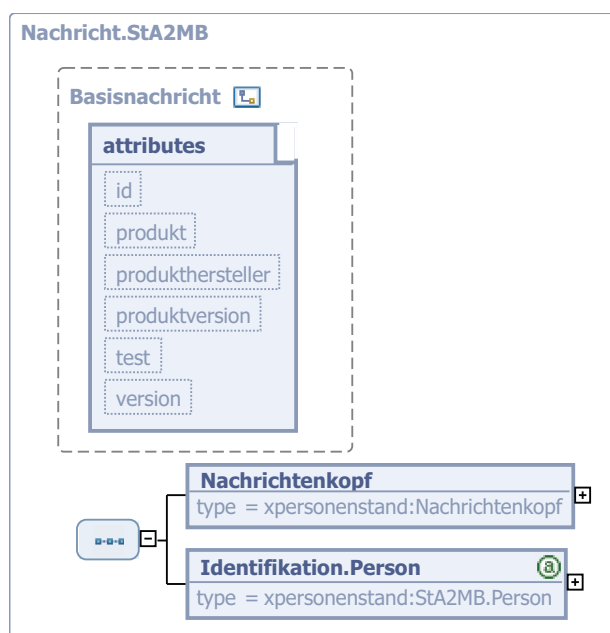 Nachricht.StA2MB
Basisnachricht
attributes
id
produkt
produkthersteller
produktversion
test
version
Nachrichtenkopf
type = xpersonenstand:Nachrichtenkopf
Identifikation.Person
a
type = xpersonenstand:StA2MB.Person